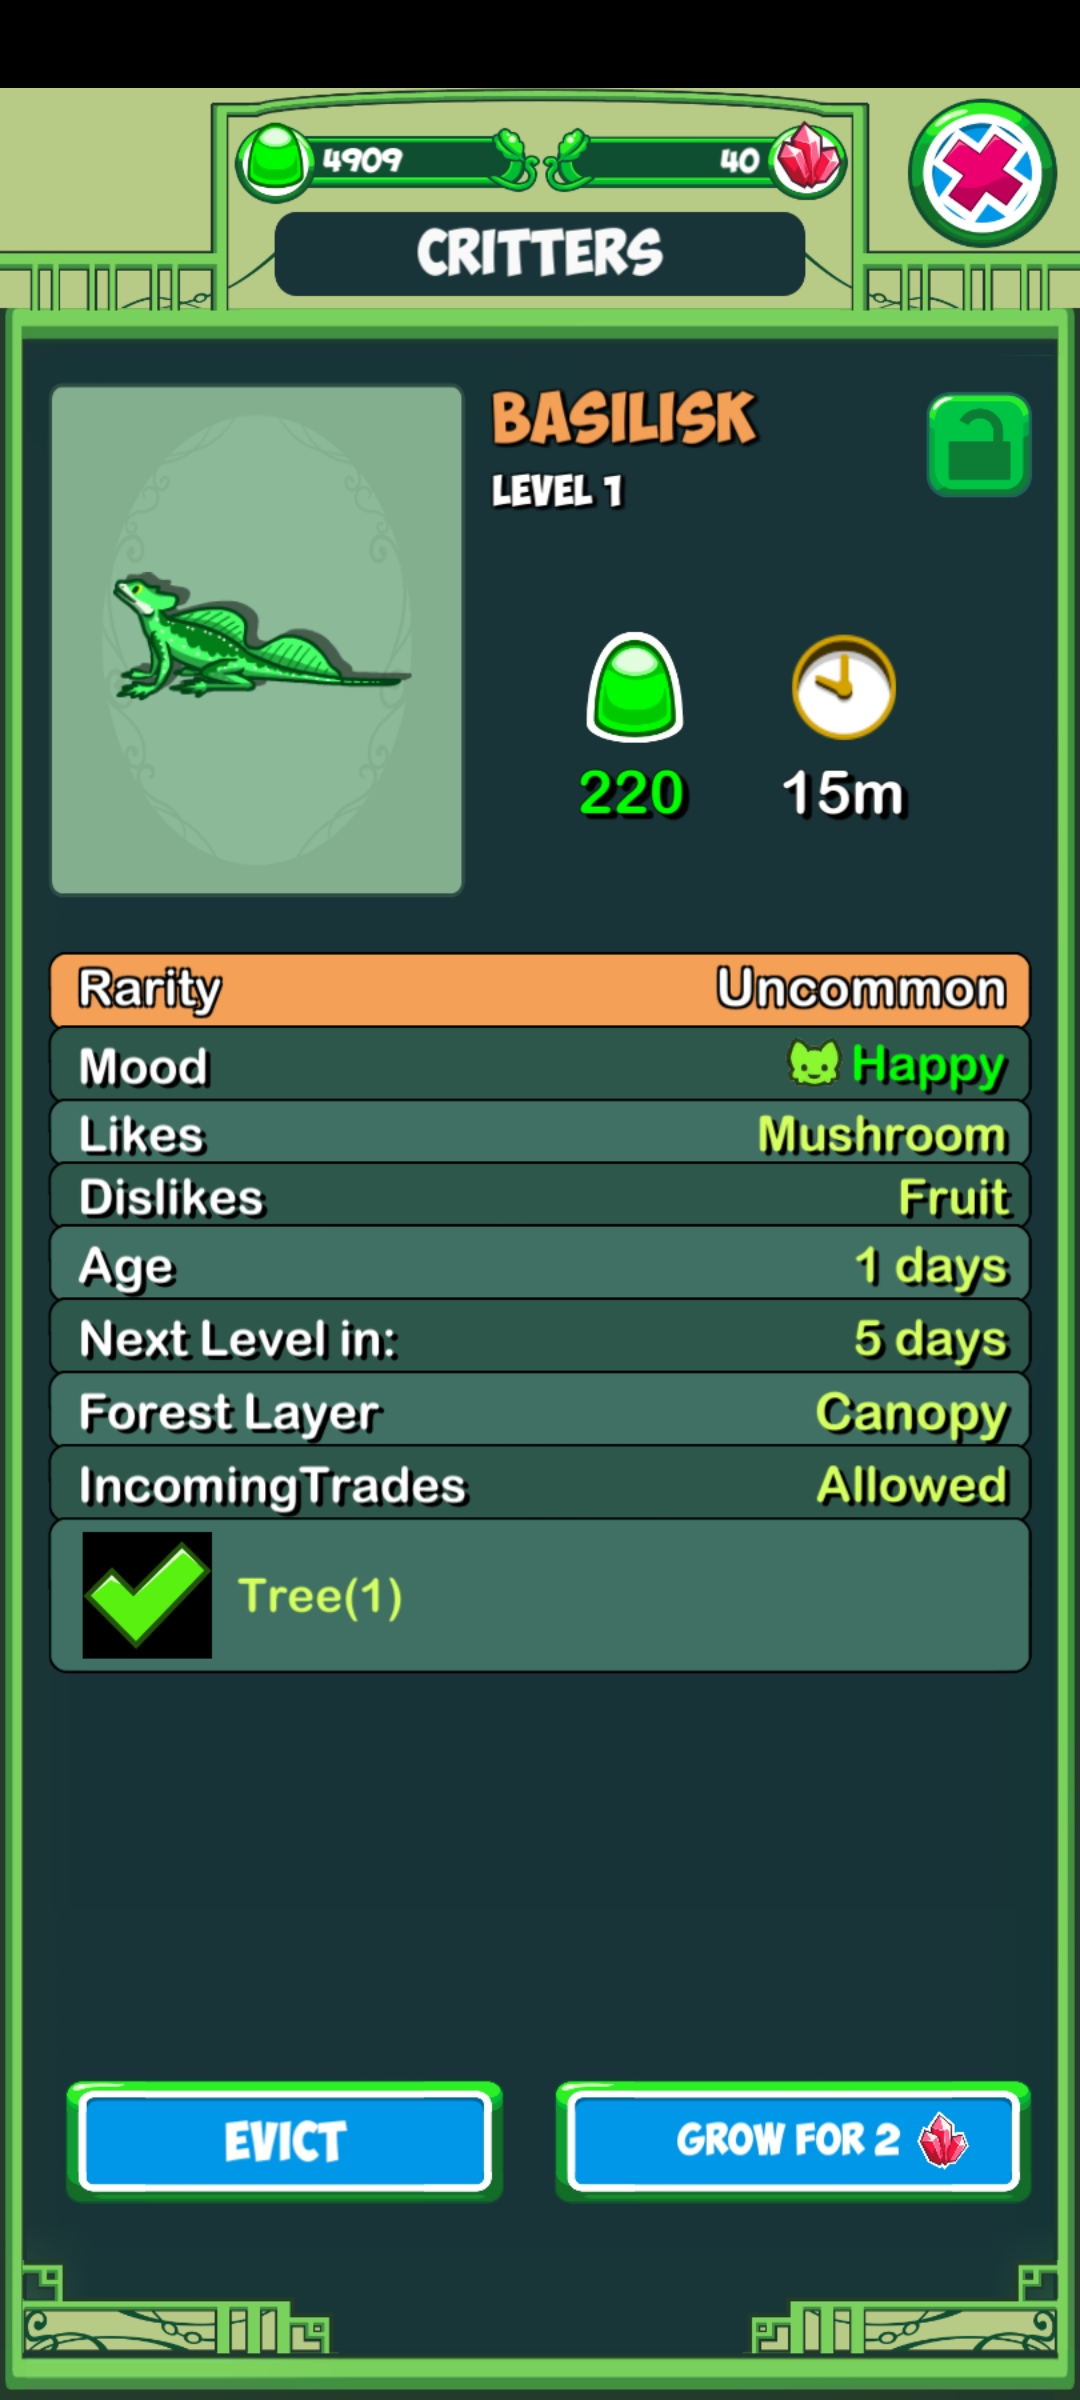 4909 40
CRITTERS
BASILISK
LEVEL 1
220 15m
Rarity Uncommon
Mood Happy
Likes Mushroom
Dislikes Fruit
Age 1 days
Next Level in: 5 days
Forest Layer Canopy
IncomingTrades Allowed
Tree(1)
EVICT GROW FOR 2